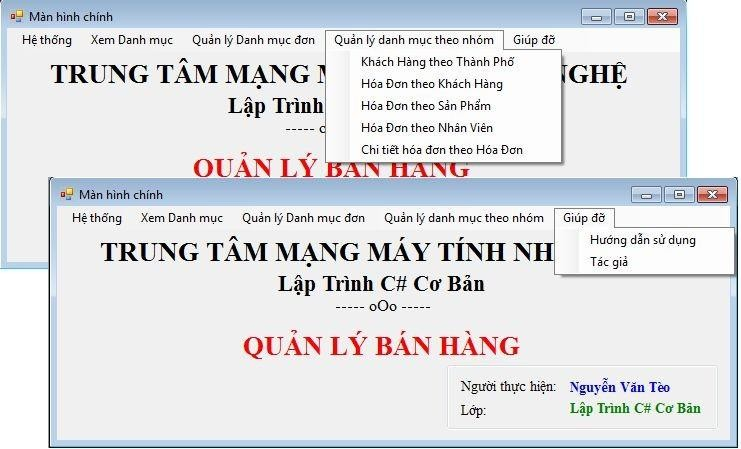 Màn hình chính
Hệ thống Xem Danh mục Quản lý Danh mục đơn Quản lý danh mục theo nhóm Giúp đỡ
Khách Hàng theo Thành Phố
Hóa Đơn theo Khách Hàng
Hóa Đơn theo Sản Phẩm
Hóa Đơn theo Nhân Viên
Chi tiết hóa đơn theo Hóa Đơn
TRUNG TÂM MẠNG NGHỆ
Lập Trình
----- o
QUẢN LÝ BÁN HÀNG
Màn hình chính
Hệ thống Xem Danh mục Quản lý Danh mục đơn Quản lý danh mục theo nhóm Giúp đỡ
Hướng dẫn sử dụng
Tác giả
TRUNG TÂM MẠNG MÁY TÍNH NH
Lập Trình C# Cơ Bản
----- oOo -----
QUẢN LÝ BÁN HÀNG
Người thực hiện: Nguyễn Văn Tèo
Lớp: Lập Trình C# Cơ Bản